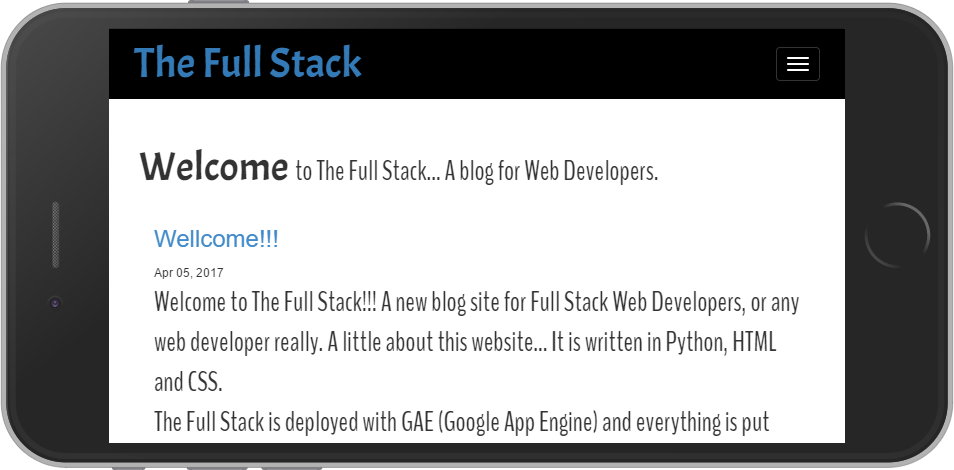 The Full Stack
Welcome to The Full Stack... A blog for Web Developers.
Wellcome!!!
Apr 05, 2017
Welcome to The Full Stack!!! A new blog site for Full Stack Web Developers, or any
web developer really. A little about this website... It is written in Python, HTML
and CSS.
The Full Stack is deployed with GAE (Google App Engine) and everything is put